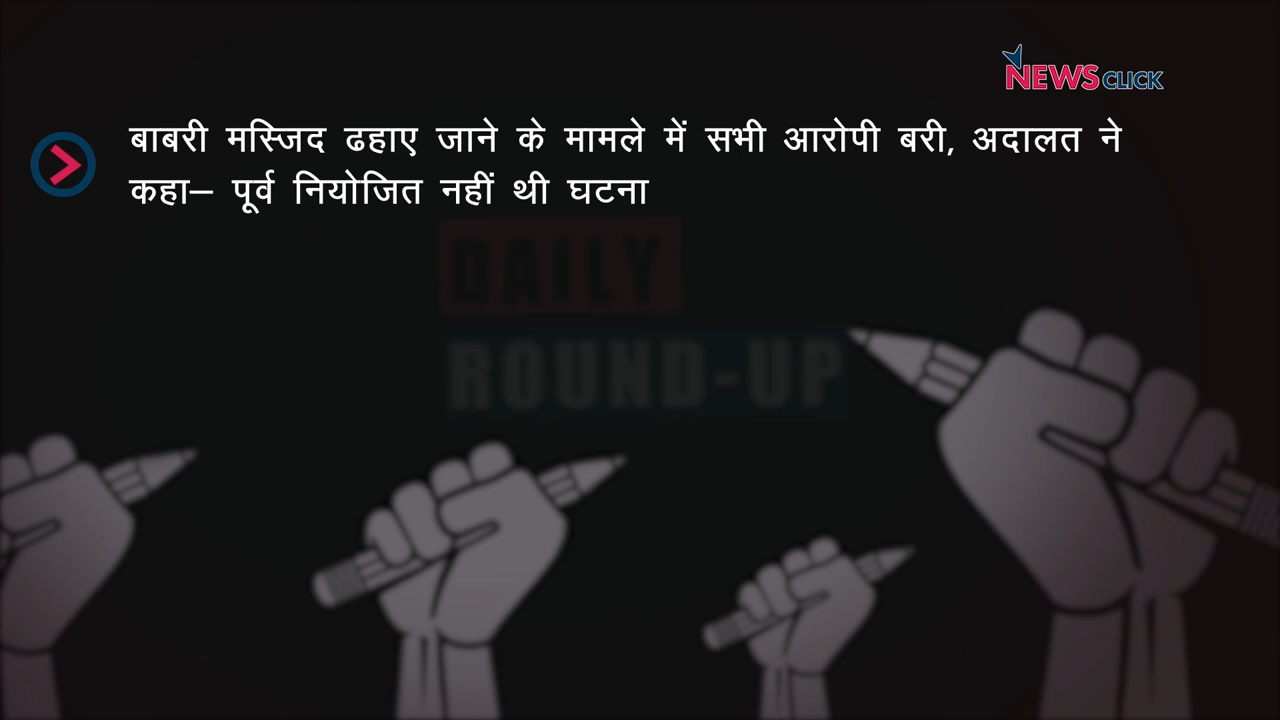 NEWSCLICK
बाबरी मस्जिद ढहाए जाने के मामले में सभी आरोपी बरी, अदालत ने
कहा– पूर्व नियोजित नहीं थी घटना
DAILY
ROUND-UP